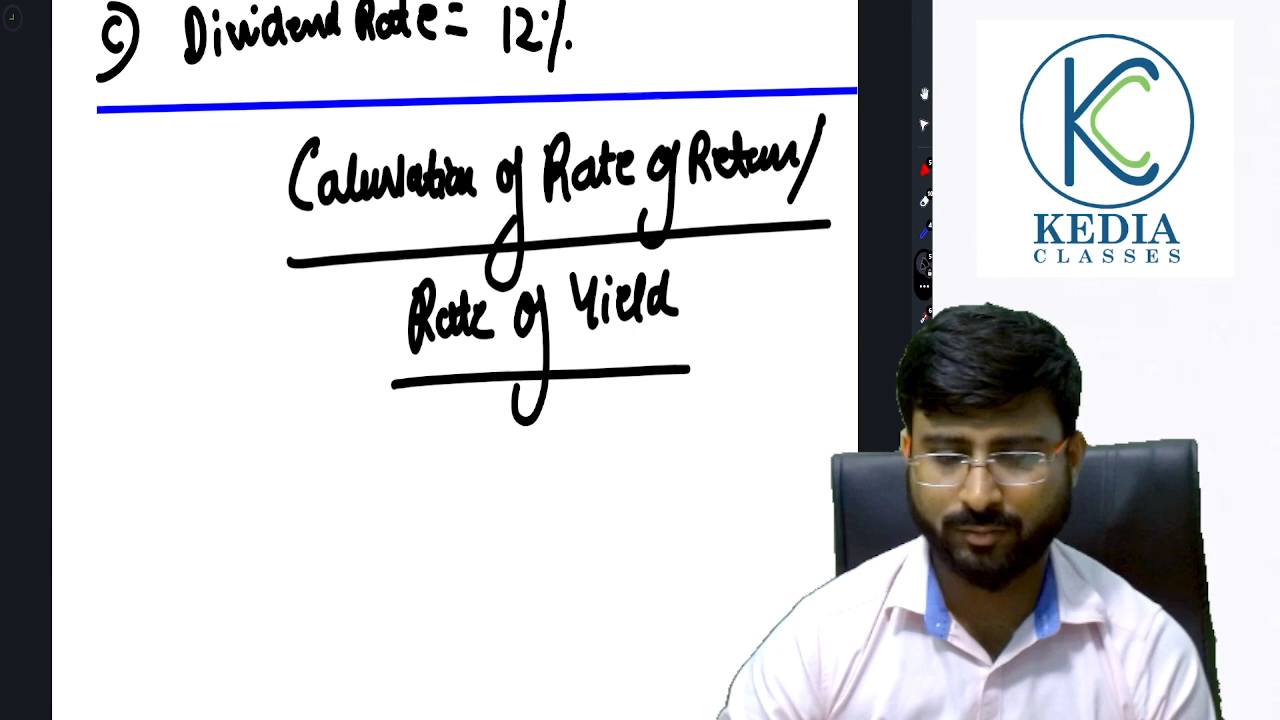 c) Dividend Rate = 12%.
Calculation of Rate of Return/
Rate of Yield
KC
KEDIA
CLASSES